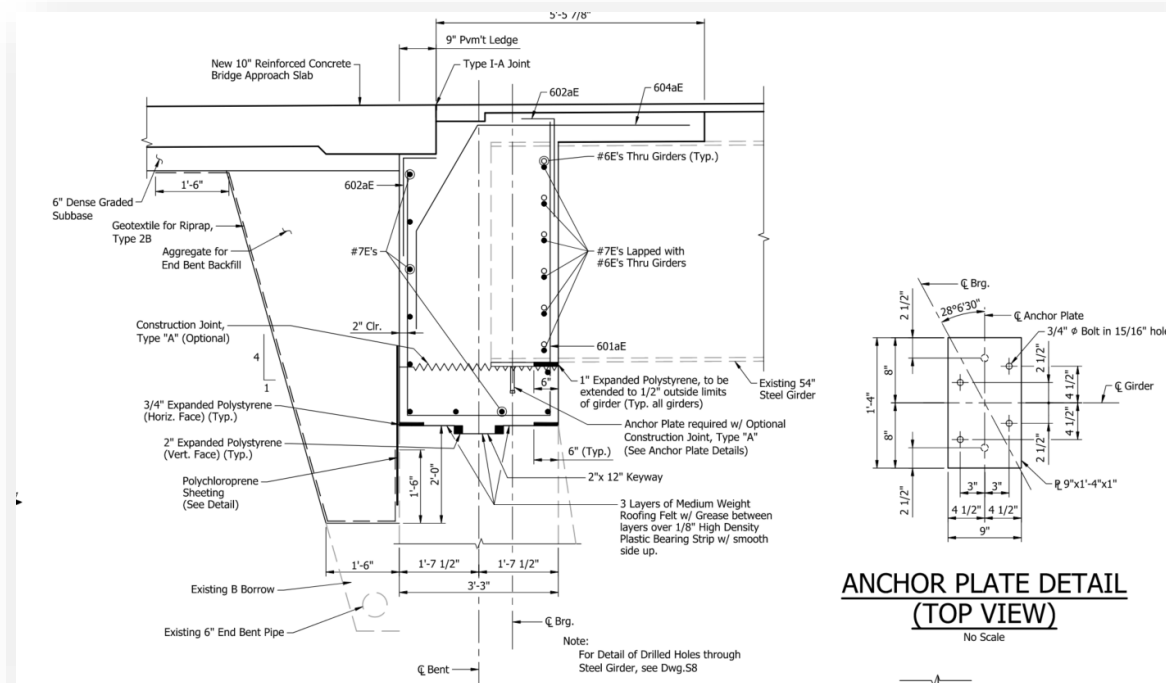 5'-5 7/8"
9" Pvm't Ledge
New 10" Reinforced Concrete
Bridge Approach Slab
Type I-A Joint
602aE
604aE
#6E's Thru Girders (Typ.)
1'-6"
602aE
6" Dense Graded
Subbase
Geotextile for Riprap,
Type 2B
Aggregate for
End Bent Backfill
#7E's
#7E's Lapped with
#6E's Thru Girders
Construction Joint,
Type "A" (Optional)
2" Clr.
601aE
4
1
6"
1" Expanded Polystyrene, to be
extended to 1/2" outside limits
of girder (Typ. all girders)
Existing 54"
Steel Girder
3/4" Expanded Polystyrene
(Horiz. Face) (Typ.)
Anchor Plate required w/ Optional
Construction Joint, Type "A"
(See Anchor Plate Details)
2" Expanded Polystyrene
(Vert. Face) (Typ.)
6" (Typ.)
1'-6"
2'-0"
2"x 12" Keyway
Polychloroprene
Sheeting
(See Detail)
3 Layers of Medium Weight
Roofing Felt w/ Grease between
layers over 1/8" High Density
Plastic Bearing Strip w/ smooth
side up.
1'-6"
1'-7 1/2"
1'-7 1/2"
3'-3"
Existing B Borrow
Existing 6" End Bent Pipe
℄ Brg.
Note:
For Detail of Drilled Holes through
Steel Girder, see Dwg.S8
℄ Bent
℄ Brg.
28°6'30"
℄ Anchor Plate
3/4" ϕ Bolt in 15/16" hole
2 1/2"
8"
1'-4"
8"
2 1/2"
2 1/2"
4 1/2"
4 1/2"
2 1/2"
℄ Girder
3"
3"
4 1/2"
4 1/2"
9"
℄ 9"x1'-4"x1"
ANCHOR PLATE DETAIL
(TOP VIEW)
No Scale